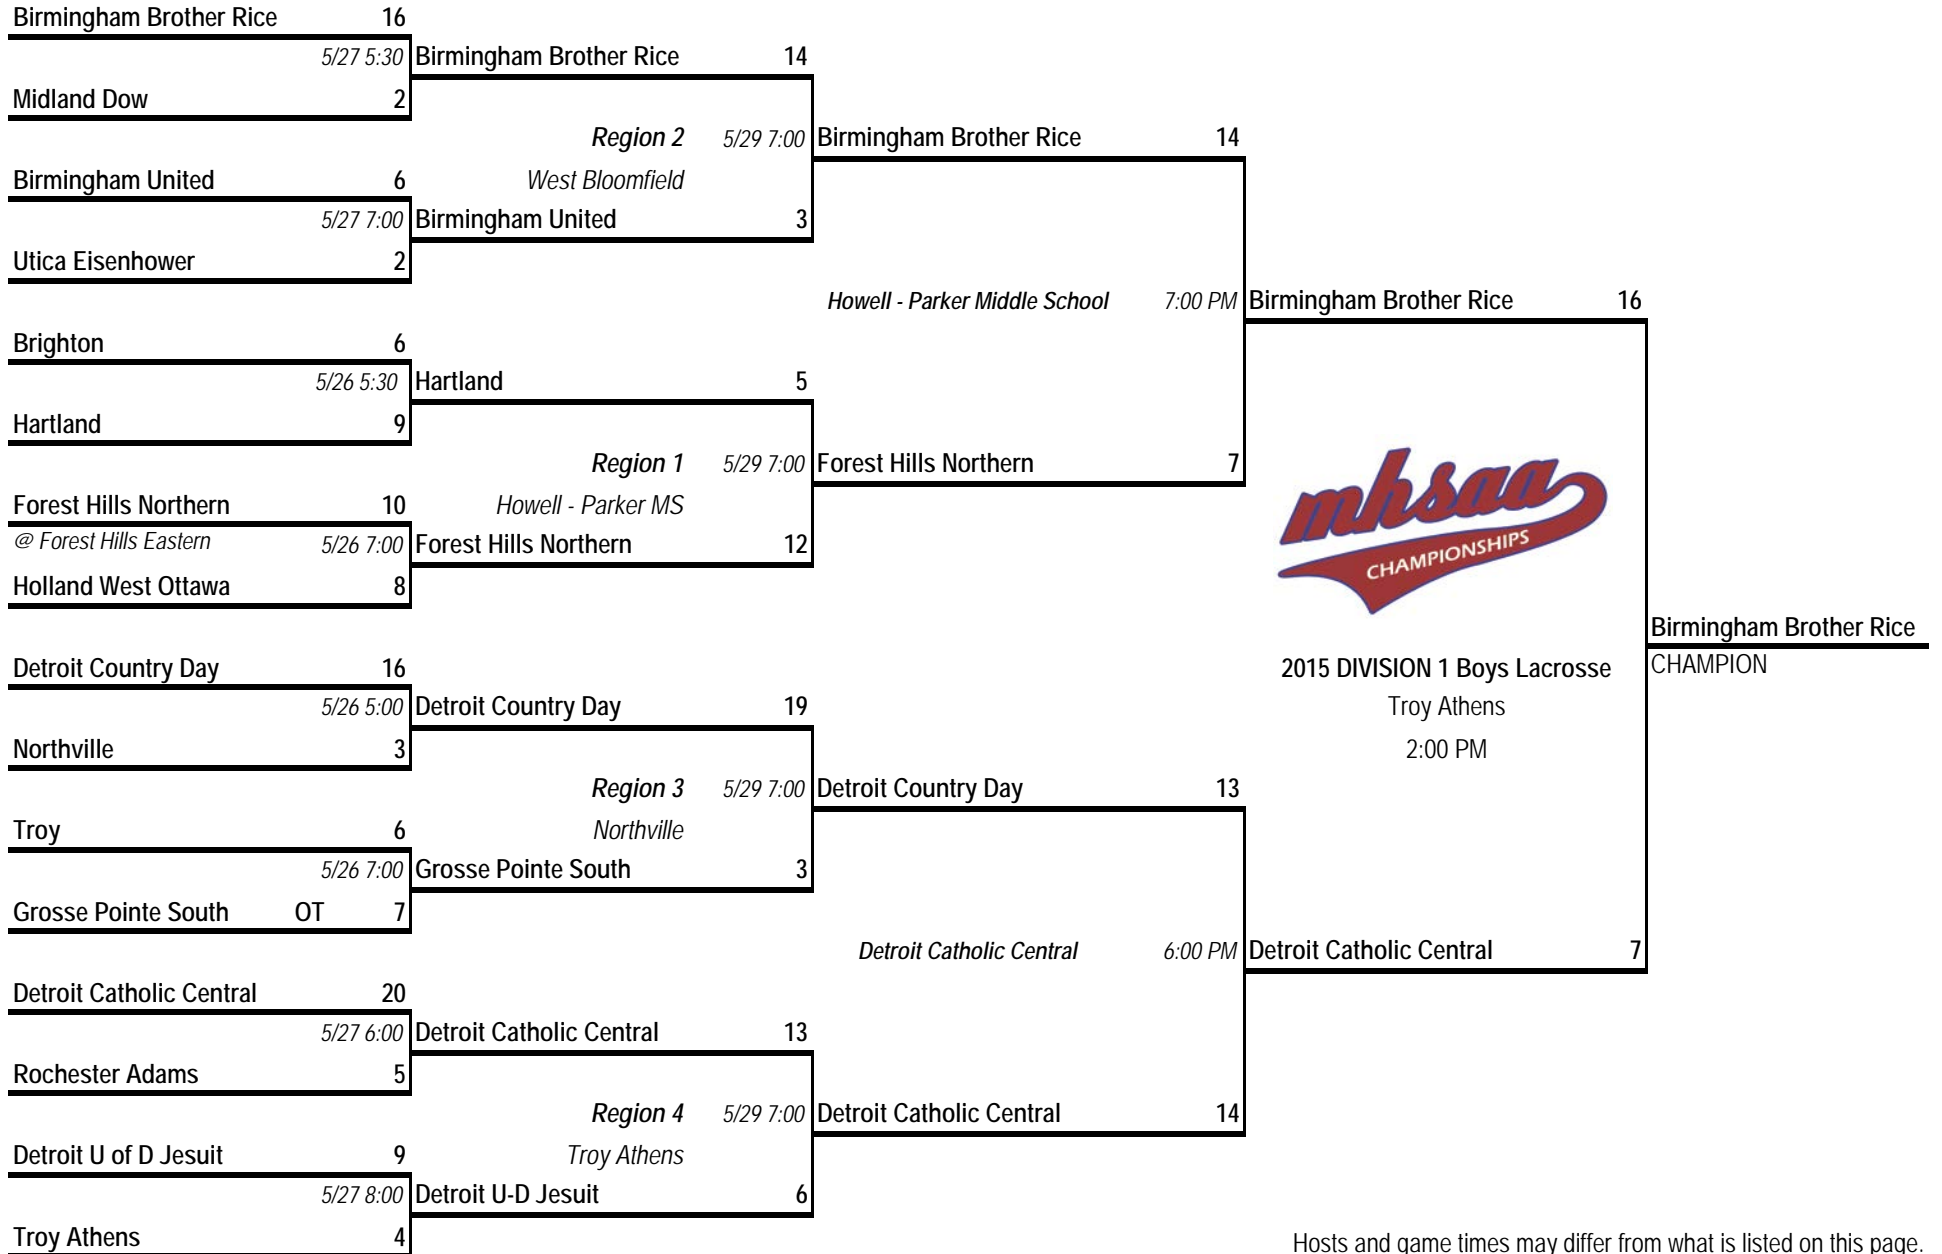 Birmingham Brother Rice 16
5/27 5:30 Birmingham Brother Rice 14
Midland Dow 2
Region 2 5/29 7:00 Birmingham Brother Rice 14
Birmingham United 6 West Bloomfield
5/27 7:00 Birmingham United 3
Utica Eisenhower 2
Howell - Parker Middle School 7:00 PM Birmingham Brother Rice 16
Brighton 6
5/26 5:30 Hartland 5
Hartland 9
Region 1 5/29 7:00 Forest Hills Northern 7
Forest Hills Northern 10 Howell - Parker MS
@ Forest Hills Eastern 5/26 7:00 Forest Hills Northern 12
Holland West Ottawa 8
mhsaa
CHAMPIONSHIPS
Birmingham Brother Rice
Detroit Country Day 16 2015 DIVISION 1 Boys Lacrosse CHAMPION
5/26 5:00 Detroit Country Day 19 Troy Athens
Northville 3 2:00 PM
Region 3 5/29 7:00 Detroit Country Day 13
Troy 6 Northville
5/26 7:00 Grosse Pointe South 3
Grosse Pointe South OT 7
Detroit Catholic Central 6:00 PM Detroit Catholic Central 7
Detroit Catholic Central 20
5/27 6:00 Detroit Catholic Central 13
Rochester Adams 5
Region 4 5/29 7:00 Detroit Catholic Central 14
Detroit U of D Jesuit 9 Troy Athens
5/27 8:00 Detroit U-D Jesuit 6
Troy Athens 4
Hosts and game times may differ from what is listed on this page.